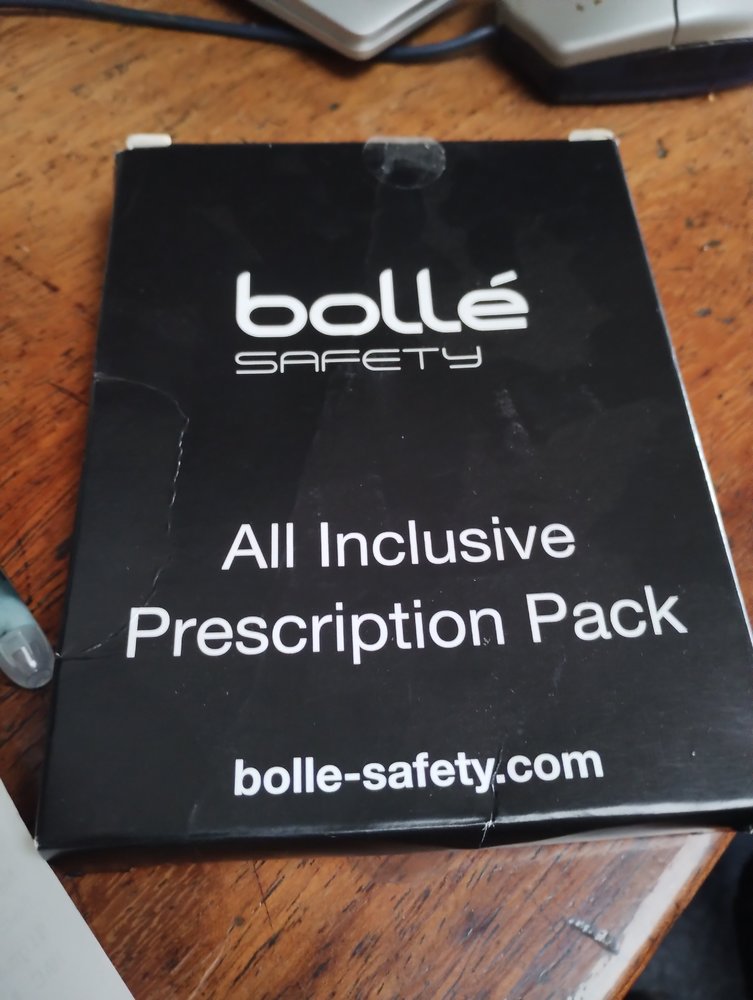 bollé
SAFETY
All Inclusive
Prescription Pack
bolle-safety.com